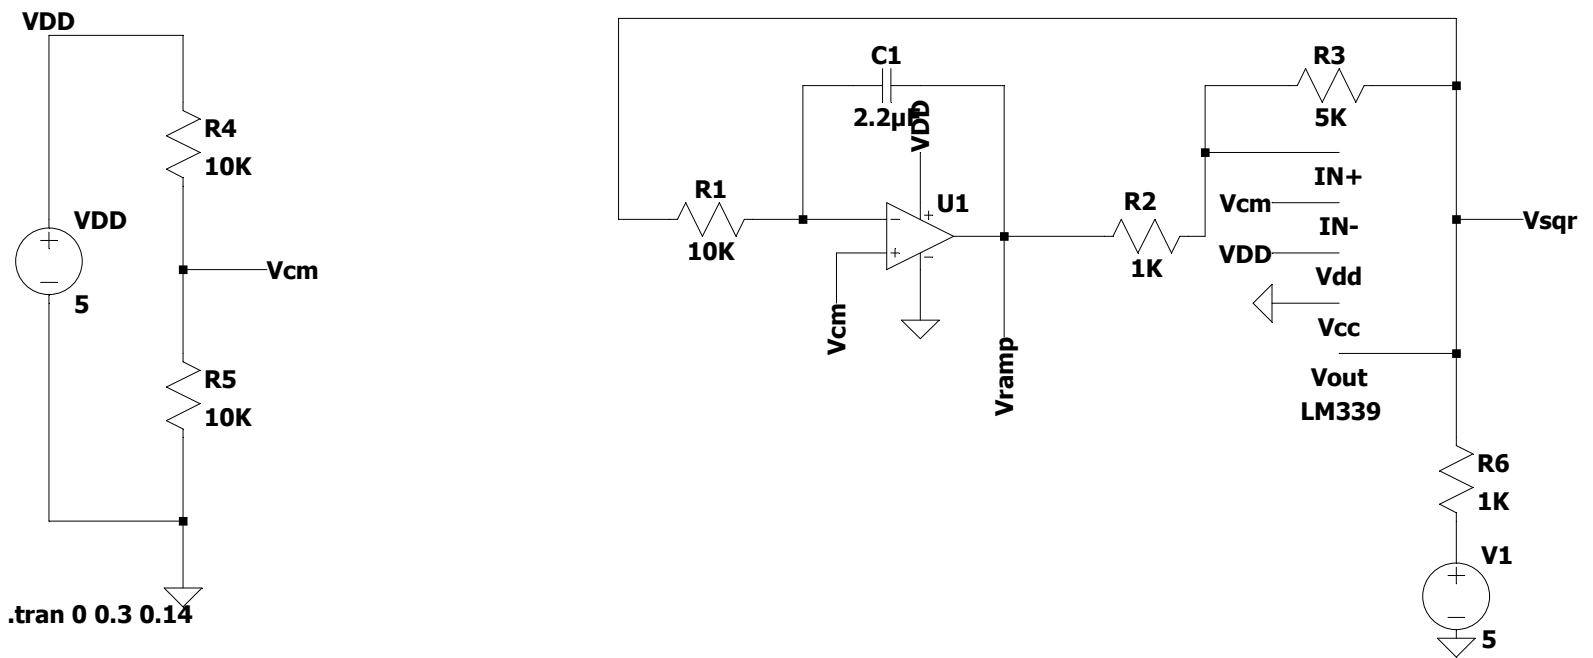 VDD
R4
10K
VDD
5
Vcm
R5
10K
.tran 0 0.3 0.14
C1
2.2µF
VDD
R1
10K
U1
Vcm
Vramp
R2
1K
R3
5K
IN+
Vcm
IN-
VDD
Vdd
Vcc
Vout
LM339
Vsqr
R6
1K
V1
5